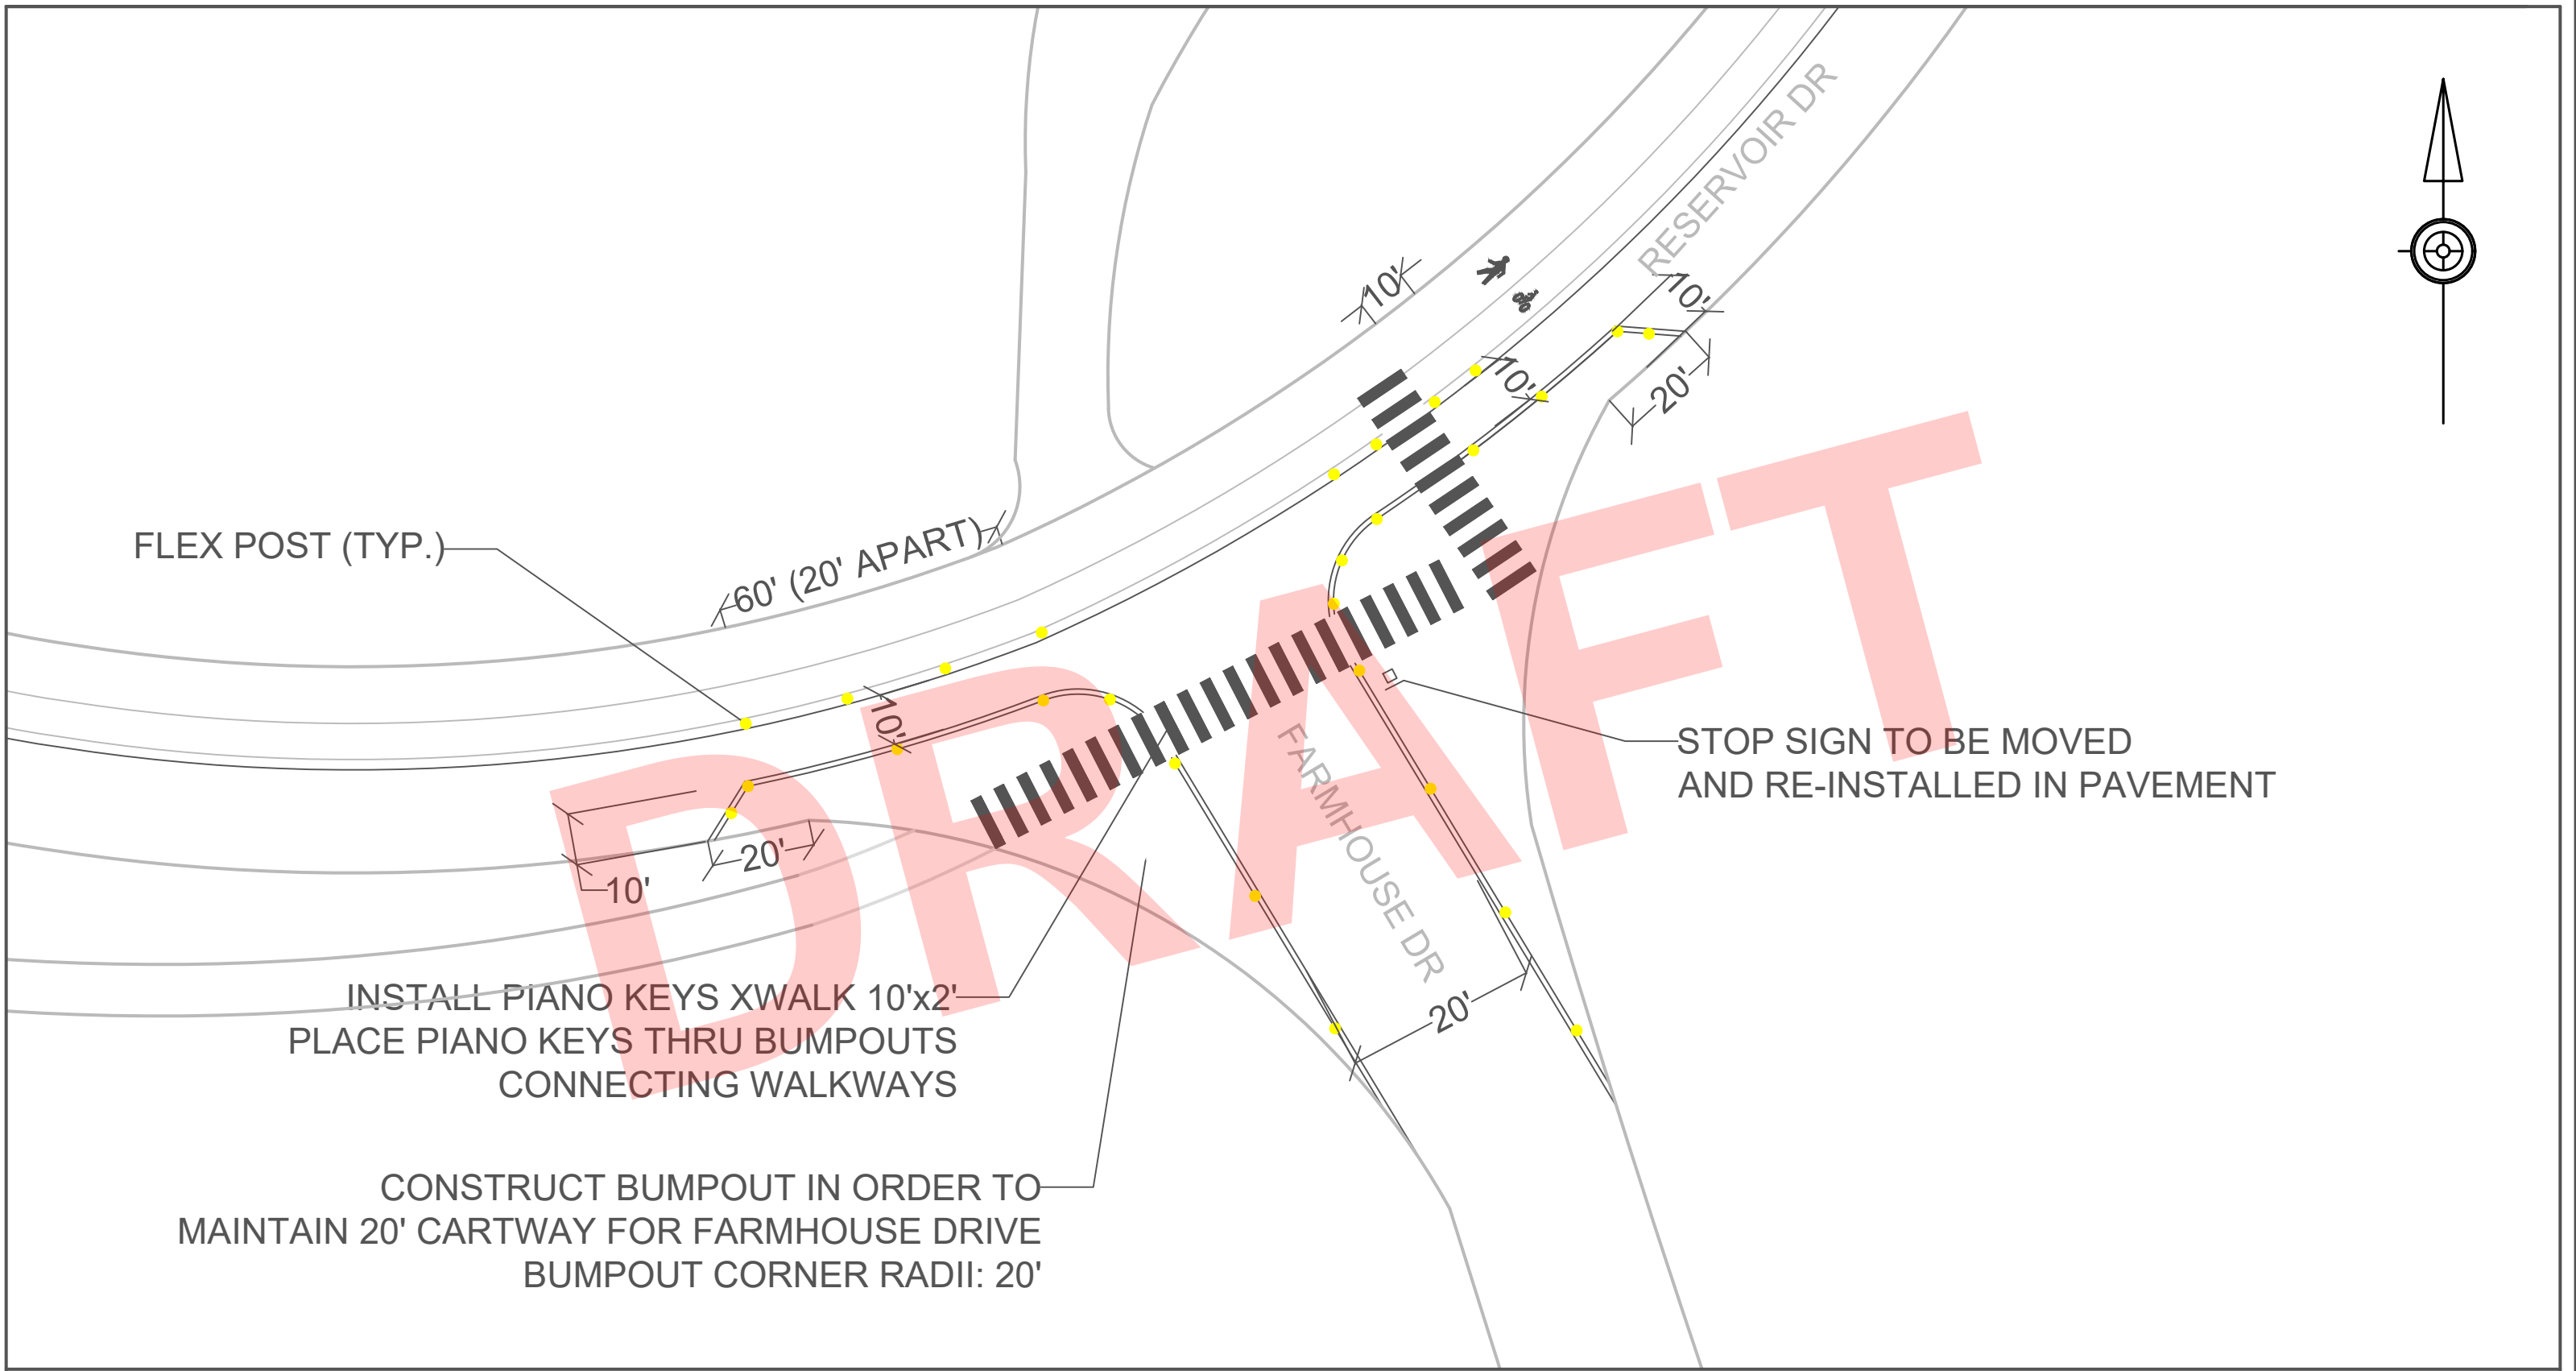 RESERVOIR DR
10'
10'
10'
20'
FLEX POST (TYP.)
60' (20' APART)
10'
STOP SIGN TO BE MOVED
AND RE-INSTALLED IN PAVEMENT
FARMHOUSE DR
20'
10'
20'
INSTALL PIANO KEYS XWALK 10'x2'
PLACE PIANO KEYS THRU BUMPOUTS
CONNECTING WALKWAYS
CONSTRUCT BUMPOUT IN ORDER TO
MAINTAIN 20' CARTWAY FOR FARMHOUSE DRIVE
BUMPOUT CORNER RADII: 20'
DRAFT